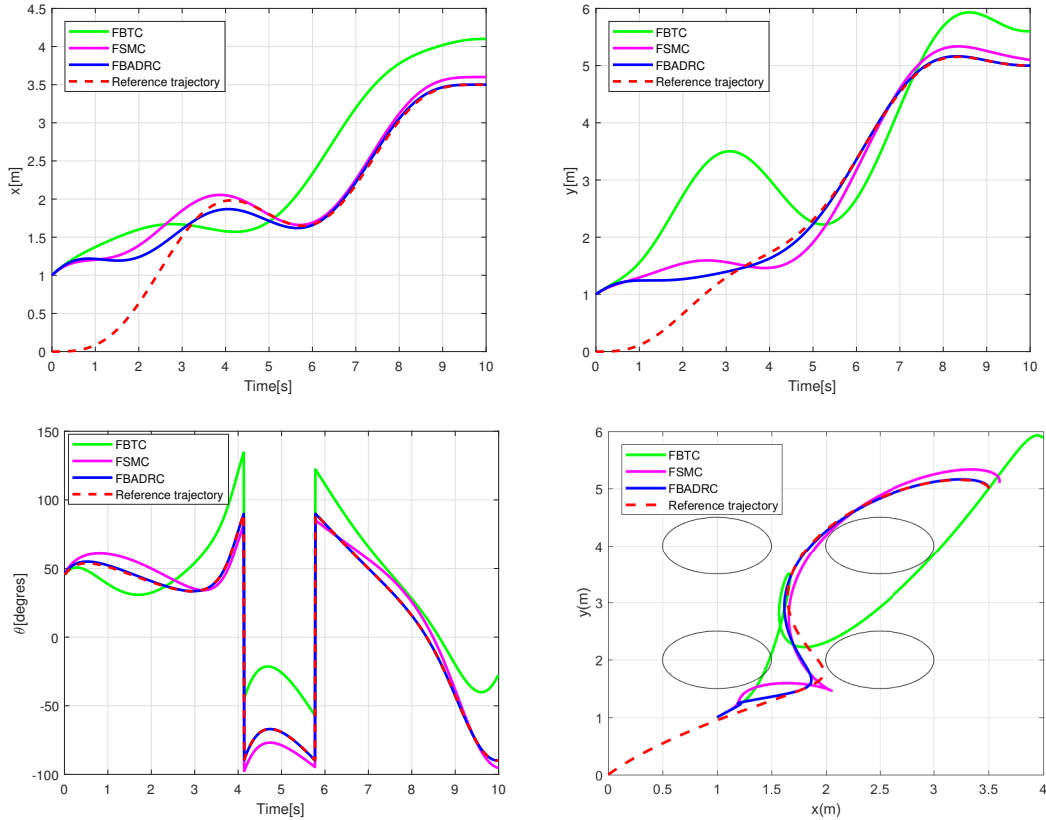 4.5
4
3.5
3
2.5
2
1.5
1
0.5
0
x[m]
0 1 2 3 4 5 6 7 8 9 10
Time[s]
FBTC
FSMC
FBADRC
Reference trajectory
6
5
4
3
2
1
0
y[m]
0 1 2 3 4 5 6 7 8 9 10
Time[s]
FBTC
FSMC
FBADRC
Reference trajectory
150
100
50
0
-50
-100
θ[degres]
0 1 2 3 4 5 6 7 8 9 10
Time[s]
FBTC
FSMC
FBADRC
Reference trajectory
6
5
4
3
2
1
0
y(m)
0 0.5 1 1.5 2 2.5 3 3.5 4
x(m)
FBTC
FSMC
FBADRC
Reference trajectory